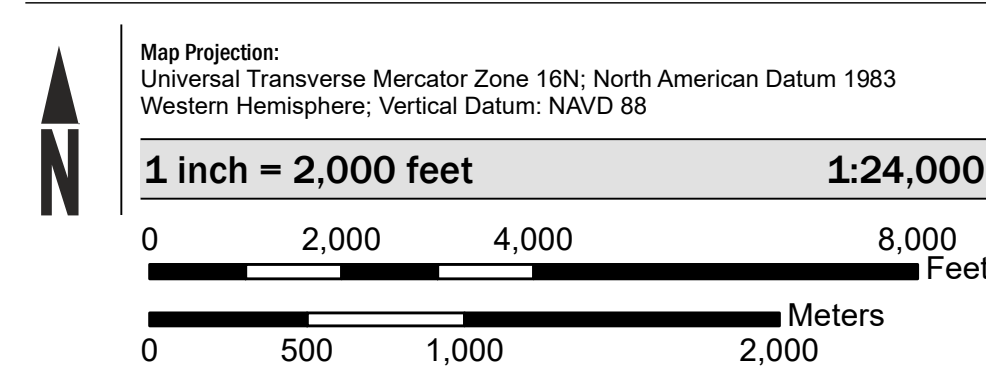 N
Map Projection:
Universal Transverse Mercator Zone 16N; North American Datum 1983
Western Hemisphere; Vertical Datum: NAVD 88
1 inch = 2,000 feet 1:24,000
0 2,000 4,000 8,000
Feet
Meters
0 500 1,000 2,000